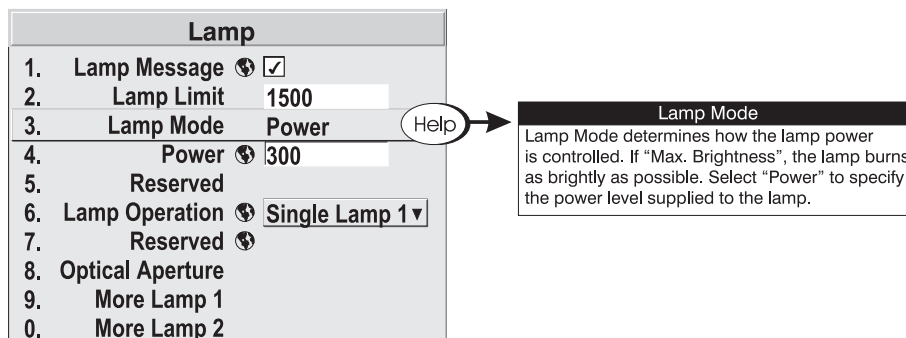 Lamp
1. Lamp Message
2. Lamp Limit 1500
3. Lamp Mode Power
4. Power 300
5. Reserved
6. Lamp Operation Single Lamp 1
7. Reserved
8. Optical Aperture
9. More Lamp 1
0. More Lamp 2
Help
Lamp Mode
Lamp Mode determines how the lamp power
is controlled. If “Max. Brightness”, the lamp burns
as brightly as possible. Select “Power” to specify
the power level supplied to the lamp.